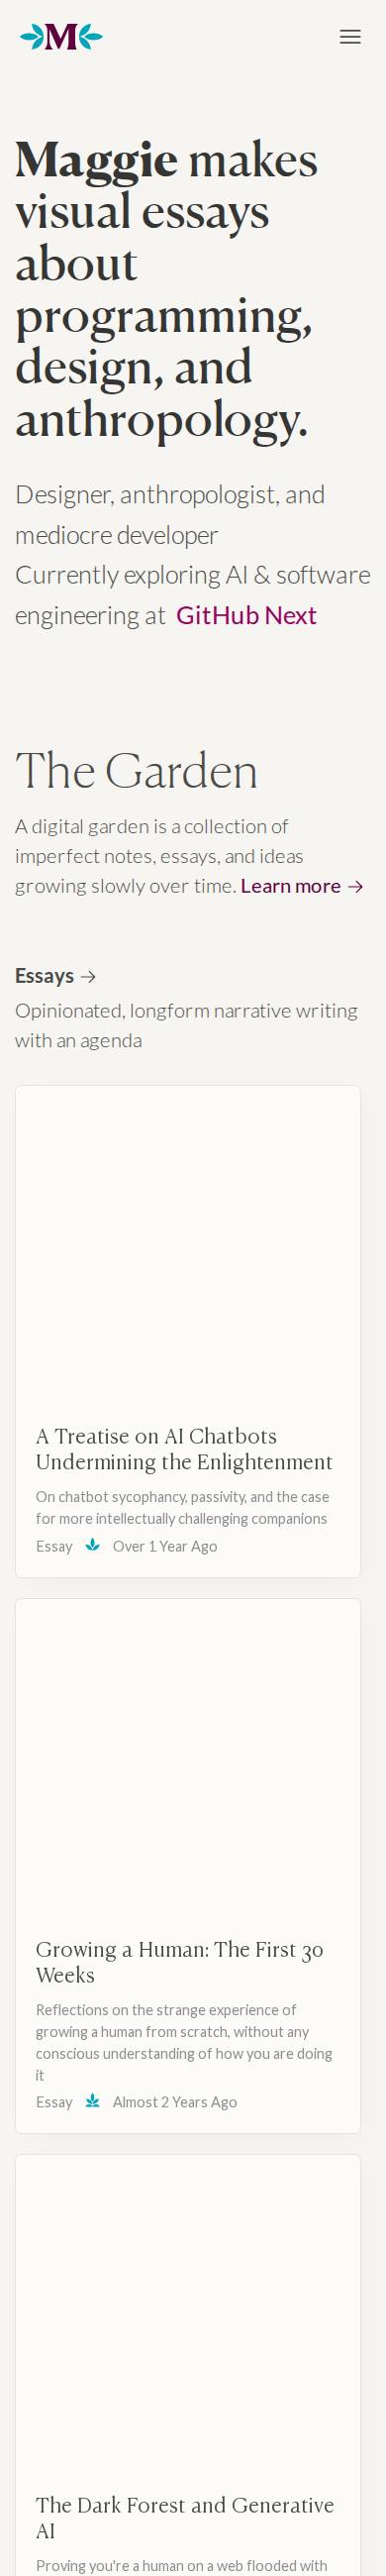 M
Maggie makes
visual essays
about
programming,
design, and
anthropology.
Designer, anthropologist, and
mediocre developer
Currently exploring AI & software
engineering at GitHub Next
The Garden
A digital garden is a collection of
imperfect notes, essays, and ideas
growing slowly over time. Learn more →
Essays →
Opinionated, longform narrative writing
with an agenda
A Treatise on AI Chatbots
Undermining the Enlightenment
On chatbot sycophancy, passivity, and the case
for more intellectually challenging companions
Essay Over 1 Year Ago
Growing a Human: The First 30
Weeks
Reflections on the strange experience of
growing a human from scratch, without any
conscious understanding of how you are doing
it
Essay Almost 2 Years Ago
The Dark Forest and Generative
AI
Proving you're a human on a web flooded with